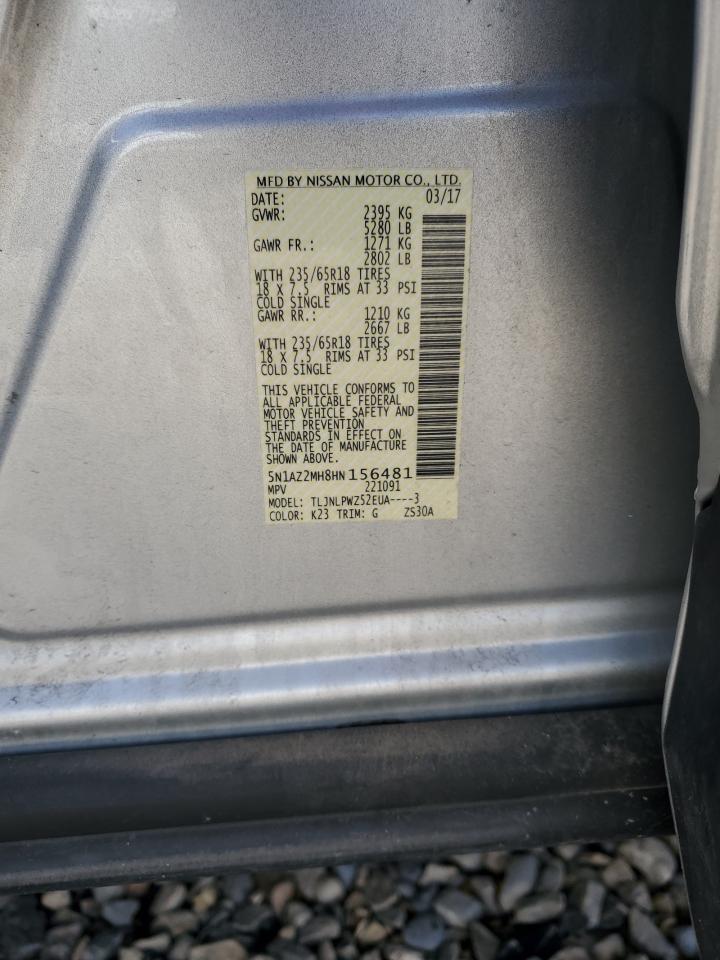 MFD BY NISSAN MOTOR CO., LTD.
DATE: 03/17
GVWR: 2395 KG
5280 LB
GAWR FR.: 1271 KG
2802 LB
WITH 235/65R18 TIRES
18 X 7.5 RIMS AT 33 PSI
COLD SINGLE
GAWR RR.: 1210 KG
2667 LB
WITH 235/65R18 TIRES
18 X 7.5 RIMS AT 33 PSI
COLD SINGLE
THIS VEHICLE CONFORMS TO
ALL APPLICABLE FEDERAL
MOTOR VEHICLE SAFETY AND
THEFT PREVENTION
STANDARDS IN EFFECT ON
THE DATE OF MANUFACTURE
SHOWN ABOVE.
5N1AZ2MH8HN156481
MPV 221091
MODEL: TLJNLPWZ52EUA----3
COLOR: K23 TRIM: G ZS30A